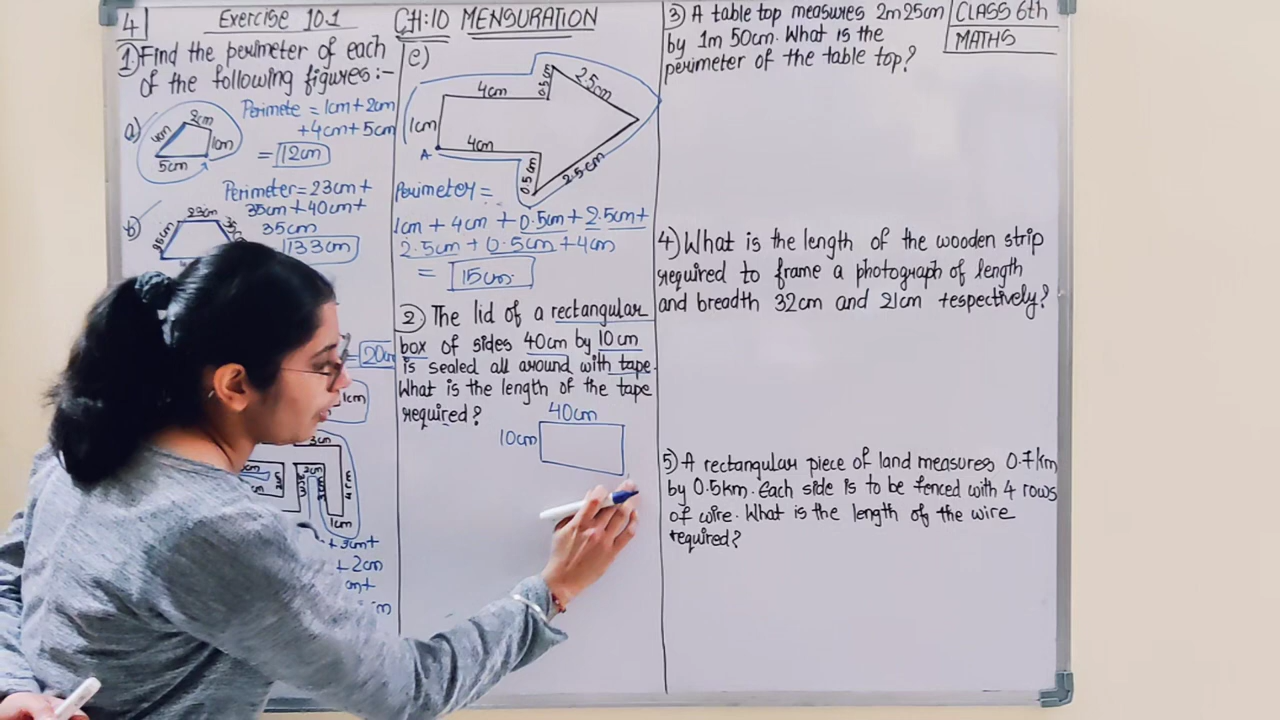 4
Exercise 10.1
CH:10 MENSURATION
CLASS 6th
MATHS
1) Find the perimeter of each
of the following figures:-
a)
4cm
2cm
1cm
5cm
Perimete = 1cm+2cm
+4cm+5cm
= 12cm
b)
23cm
35cm
Perimeter=23cm+
35cm+40cm+
35cm
133cm
= 20cm
1cm
3cm
2cm
4cm
1cm
+3cm+
+2cm
cm+
e)
4cm
0.5cm
2.5cm
1cm
A
4cm
0.5cm
2.5cm
Perimeter=
1cm + 4cm + 0.5cm + 2.5cm+
2.5cm + 0.5cm + 4cm
= 15cm
2) The lid of a rectangular
box of sides 40cm by 10cm
is sealed all around with tape.
What is the length of the tape
required?
40cm
10cm
3) A table top measures 2m25cm
by 1m 50cm. What is the
perimeter of the table top?
4) What is the length of the wooden strip
required to frame a photograph of length
and breadth 32cm and 21cm respectively?
5) A rectangular piece of land measures 0.7km
by 0.5km. Each side is to be fenced with 4 rows
of wire. What is the length of the wire
required?